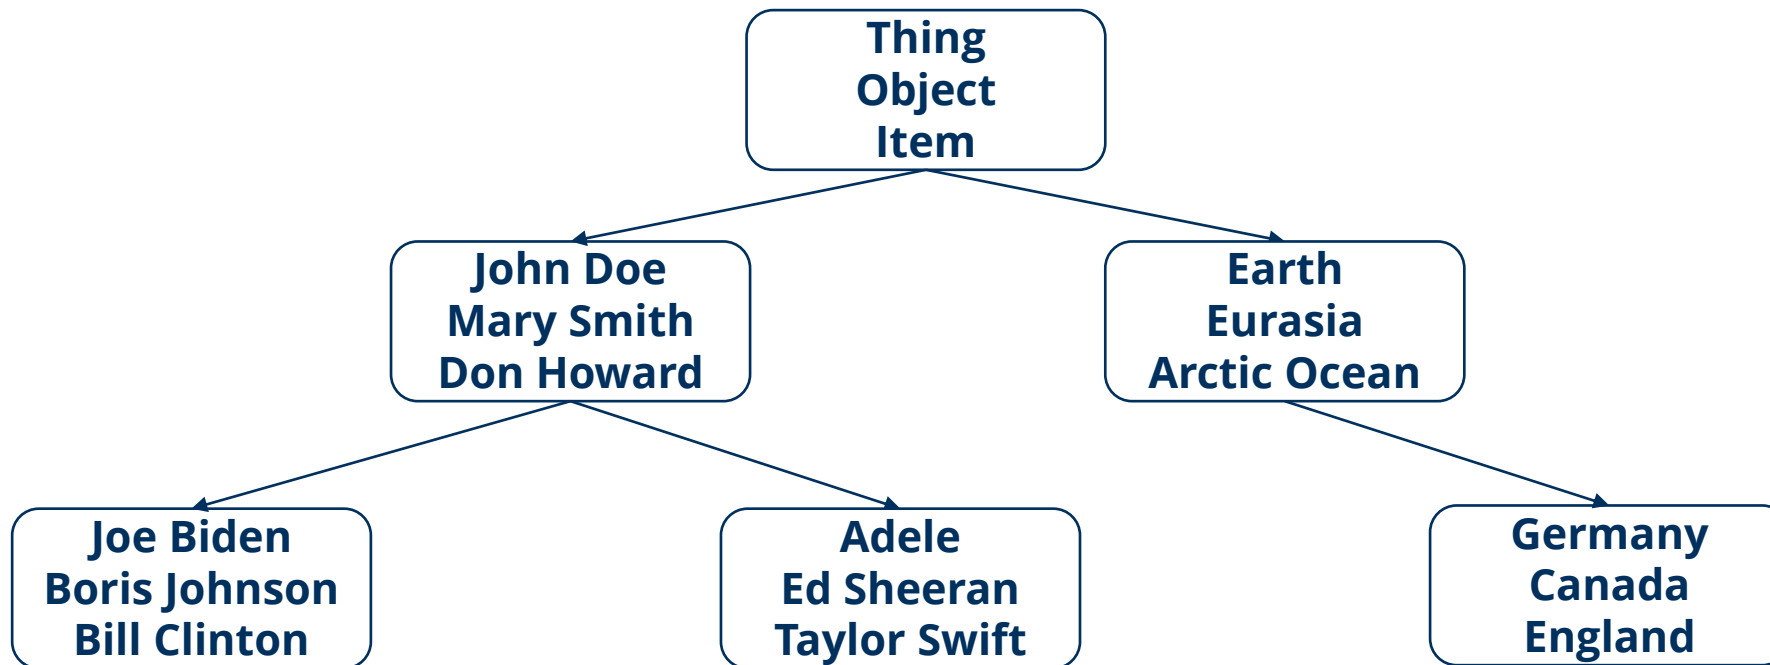 Thing
Object
Item
John Doe
Mary Smith
Don Howard
Earth
Eurasia
Arctic Ocean
Joe Biden
Boris Johnson
Bill Clinton
Adele
Ed Sheeran
Taylor Swift
Germany
Canada
England